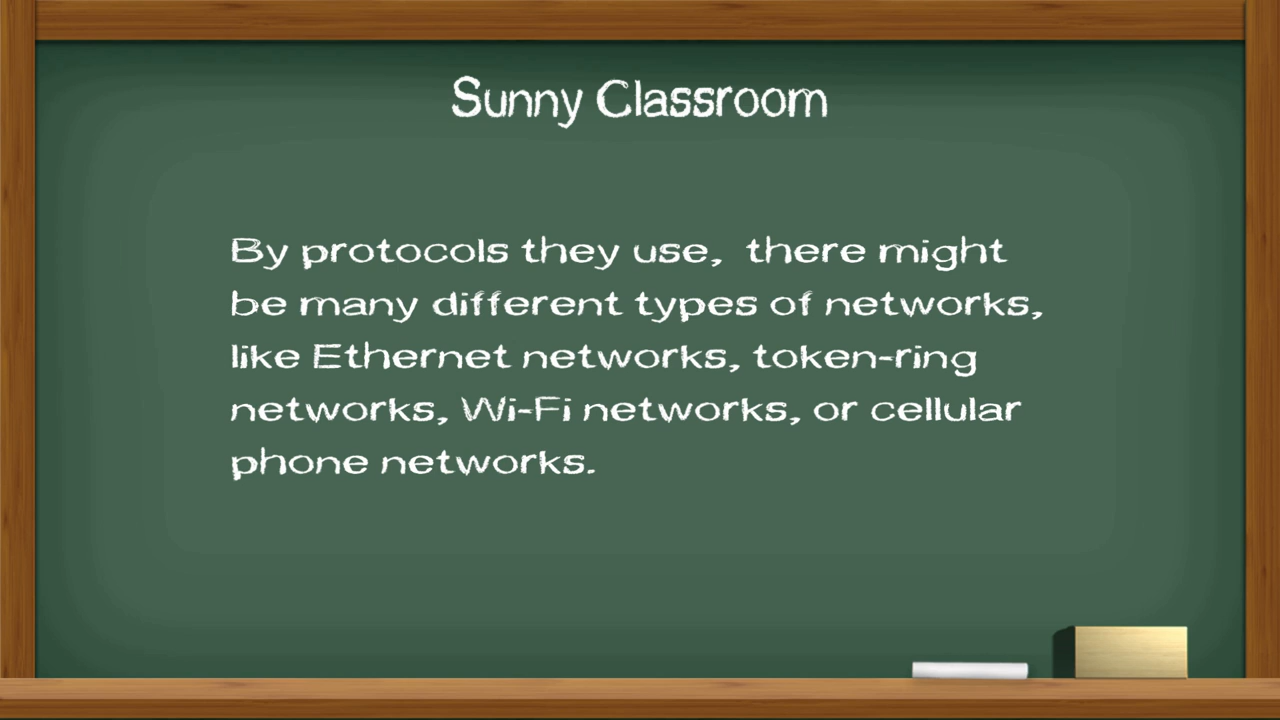 Sunny Classroom
By protocols they use,  there might
be many different types of networks,
like Ethernet networks, token-ring
networks, Wi-Fi networks, or cellular
phone networks.